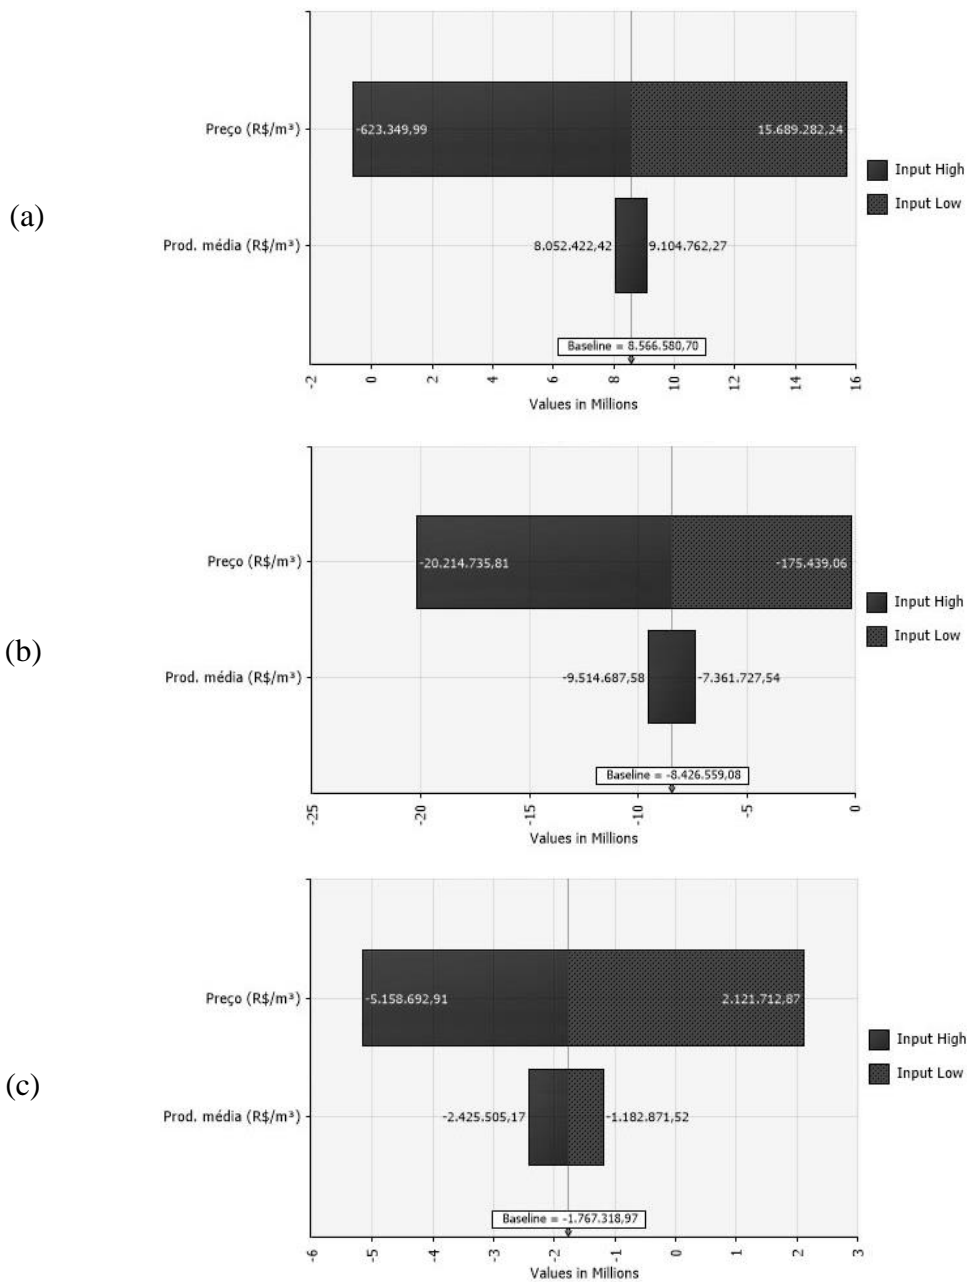 (a)
Preço (R$/m³)
-623.349,99
15.689.282,24
Prod. média (R$/m³)
8.052.422,42
9.104.762,27
Input High
Input Low
Baseline = 8.566.580,70
-2
0
2
4
6
8
10
12
14
16
Values in Millions
(b)
Preço (R$/m³)
-20.214.735,81
-175.439,06
Prod. média (R$/m³)
-9.514.687,58
-7.361.727,54
Input High
Input Low
Baseline = -8.426.559,08
-25
-20
-15
-10
-5
0
Values in Millions
(c)
Preço (R$/m³)
-5.158.692,91
2.121.712,87
Prod. média (R$/m³)
-2.425.505,17
-1.182.871,52
Input High
Input Low
Baseline = -1.767.318,97
-6
-5
-4
-3
-2
-1
0
1
2
3
Values in Millions